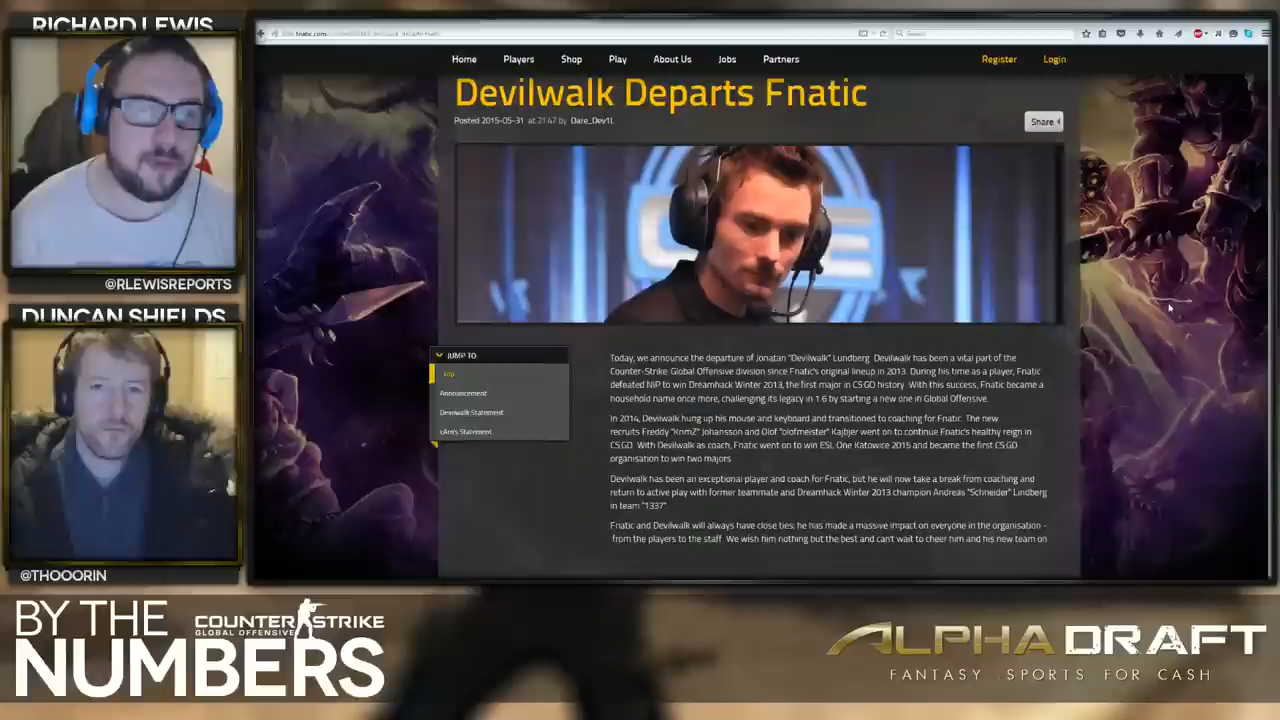 RICHARD LEWIS
@RLEWISREPORTS
DUNCAN SHIELDS
@THOOORIN
Search
Home Players Shop Play About Us Jobs Partners Register Login
Devilwalk Departs Fnatic
Posted 2015-05-31 at 21:47 by Dare_Dev1L
Share
JUMP TO
Top
Announcement
Devilwalk Statement
cArn's Statement
Today, we announce the departure of Jonatan "Devilwalk" Lundberg. Devilwalk has been a vital part of the
Counter-Strike: Global Offensive division since Fnatic's original lineup in 2013. During his time as a player, Fnatic
defeated NiP to win Dreamhack Winter 2013, the first major in CS:GO history. With this success, Fnatic became a
household name once more, challenging its legacy in 1.6 by starting a new one in Global Offensive.
In 2014, Devilwalk hung up his mouse and keyboard and transitioned to coaching for Fnatic. The new
recruits Freddy "KRIMZ" Johansson and Olof "olofmeister" Kajbjer went on to continue Fnatic's healthy reign in
CS:GO. With Devilwalk as coach, Fnatic went on to win ESL One Katowice 2015 and became the first CS:GO
organisation to win two majors.
Devilwalk has been an exceptional player and coach for Fnatic, but he will now take a break from coaching and
return to active play with former teammate and Dreamhack Winter 2013 champion Andreas "Schneider" Lindberg
in team "1337"
Fnatic and Devilwalk will always have close ties; he has made a massive impact on everyone in the organisation -
from the players to the staff. We wish him nothing but the best and can't wait to cheer him and his new team on
BY THE
NUMBERS
COUNTER STRIKE
GLOBAL OFFENSIVE
ALPHADRAFT
FANTASY SPORTS FOR CASH